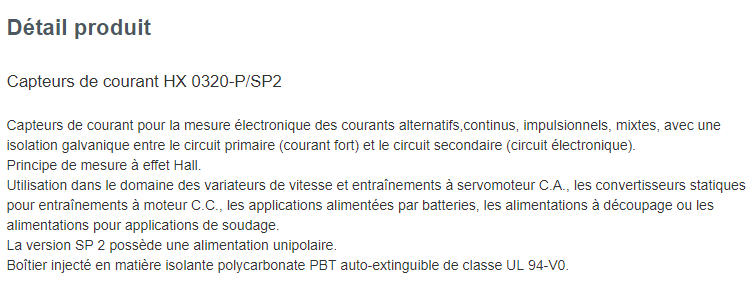 Détail produit
Capteurs de courant HX 0320-P/SP2
Capteurs de courant pour la mesure électronique des courants alternatifs,continus, impulsionnels, mixtes, avec une
isolation galvanique entre le circuit primaire (courant fort) et le circuit secondaire (circuit électronique).
Principe de mesure à effet Hall.
Utilisation dans le domaine des variateurs de vitesse et entraînements à servomoteur C.A., les convertisseurs statiques
pour entraînements à moteur C.C., les applications alimentées par batteries, les alimentations à découpage ou les
alimentations pour applications de soudage.
La version SP 2 possède une alimentation unipolaire.
Boîtier injecté en matière isolante polycarbonate PBT auto-extinguible de classe UL 94-V0.